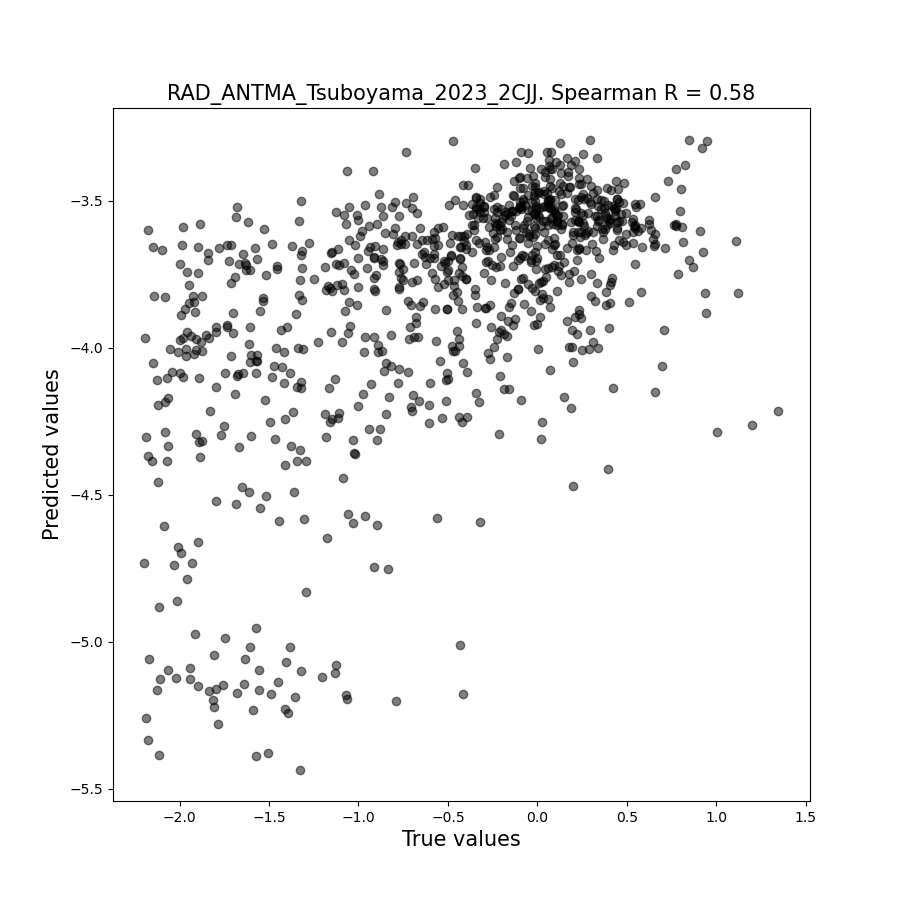 RAD_ANTMA_Tsuboyama_2023_2CJJ. Spearman R = 0.58
Predicted values
−3.5
−4.0
−4.5
−5.0
−5.5
−2.0 −1.5 −1.0 −0.5 0.0 0.5 1.0 1.5
True values